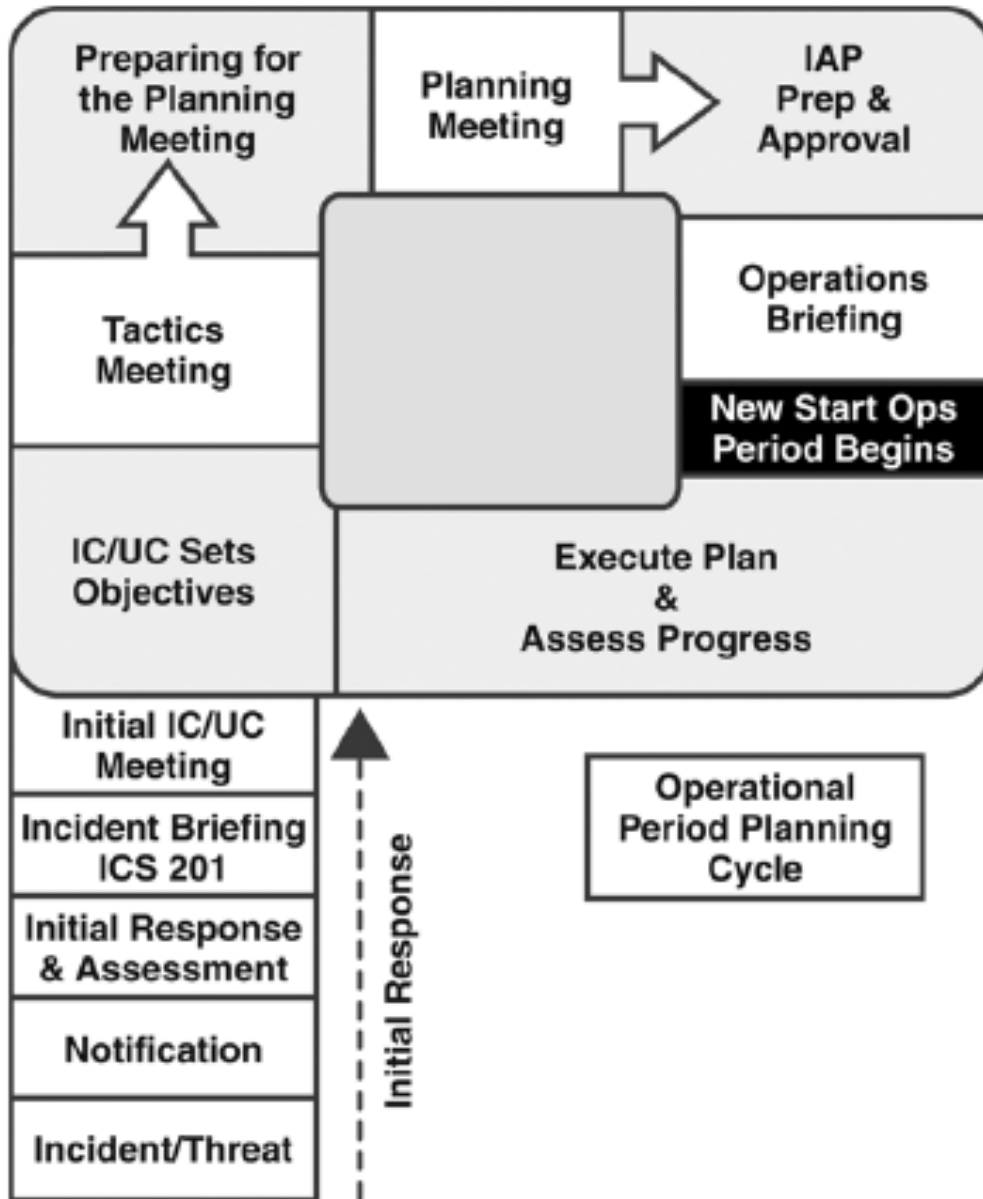 Preparing for
the Planning
Meeting
Planning
Meeting
IAP
Prep &
Approval
Tactics
Meeting
Operations
Briefing
New Start Ops
Period Begins
IC/UC Sets
Objectives
Execute Plan
&
Assess Progress
Initial IC/UC
Meeting
Incident Briefing
ICS 201
Initial Response
& Assessment
Notification
Incident/Threat
Initial Response
Operational
Period Planning
Cycle